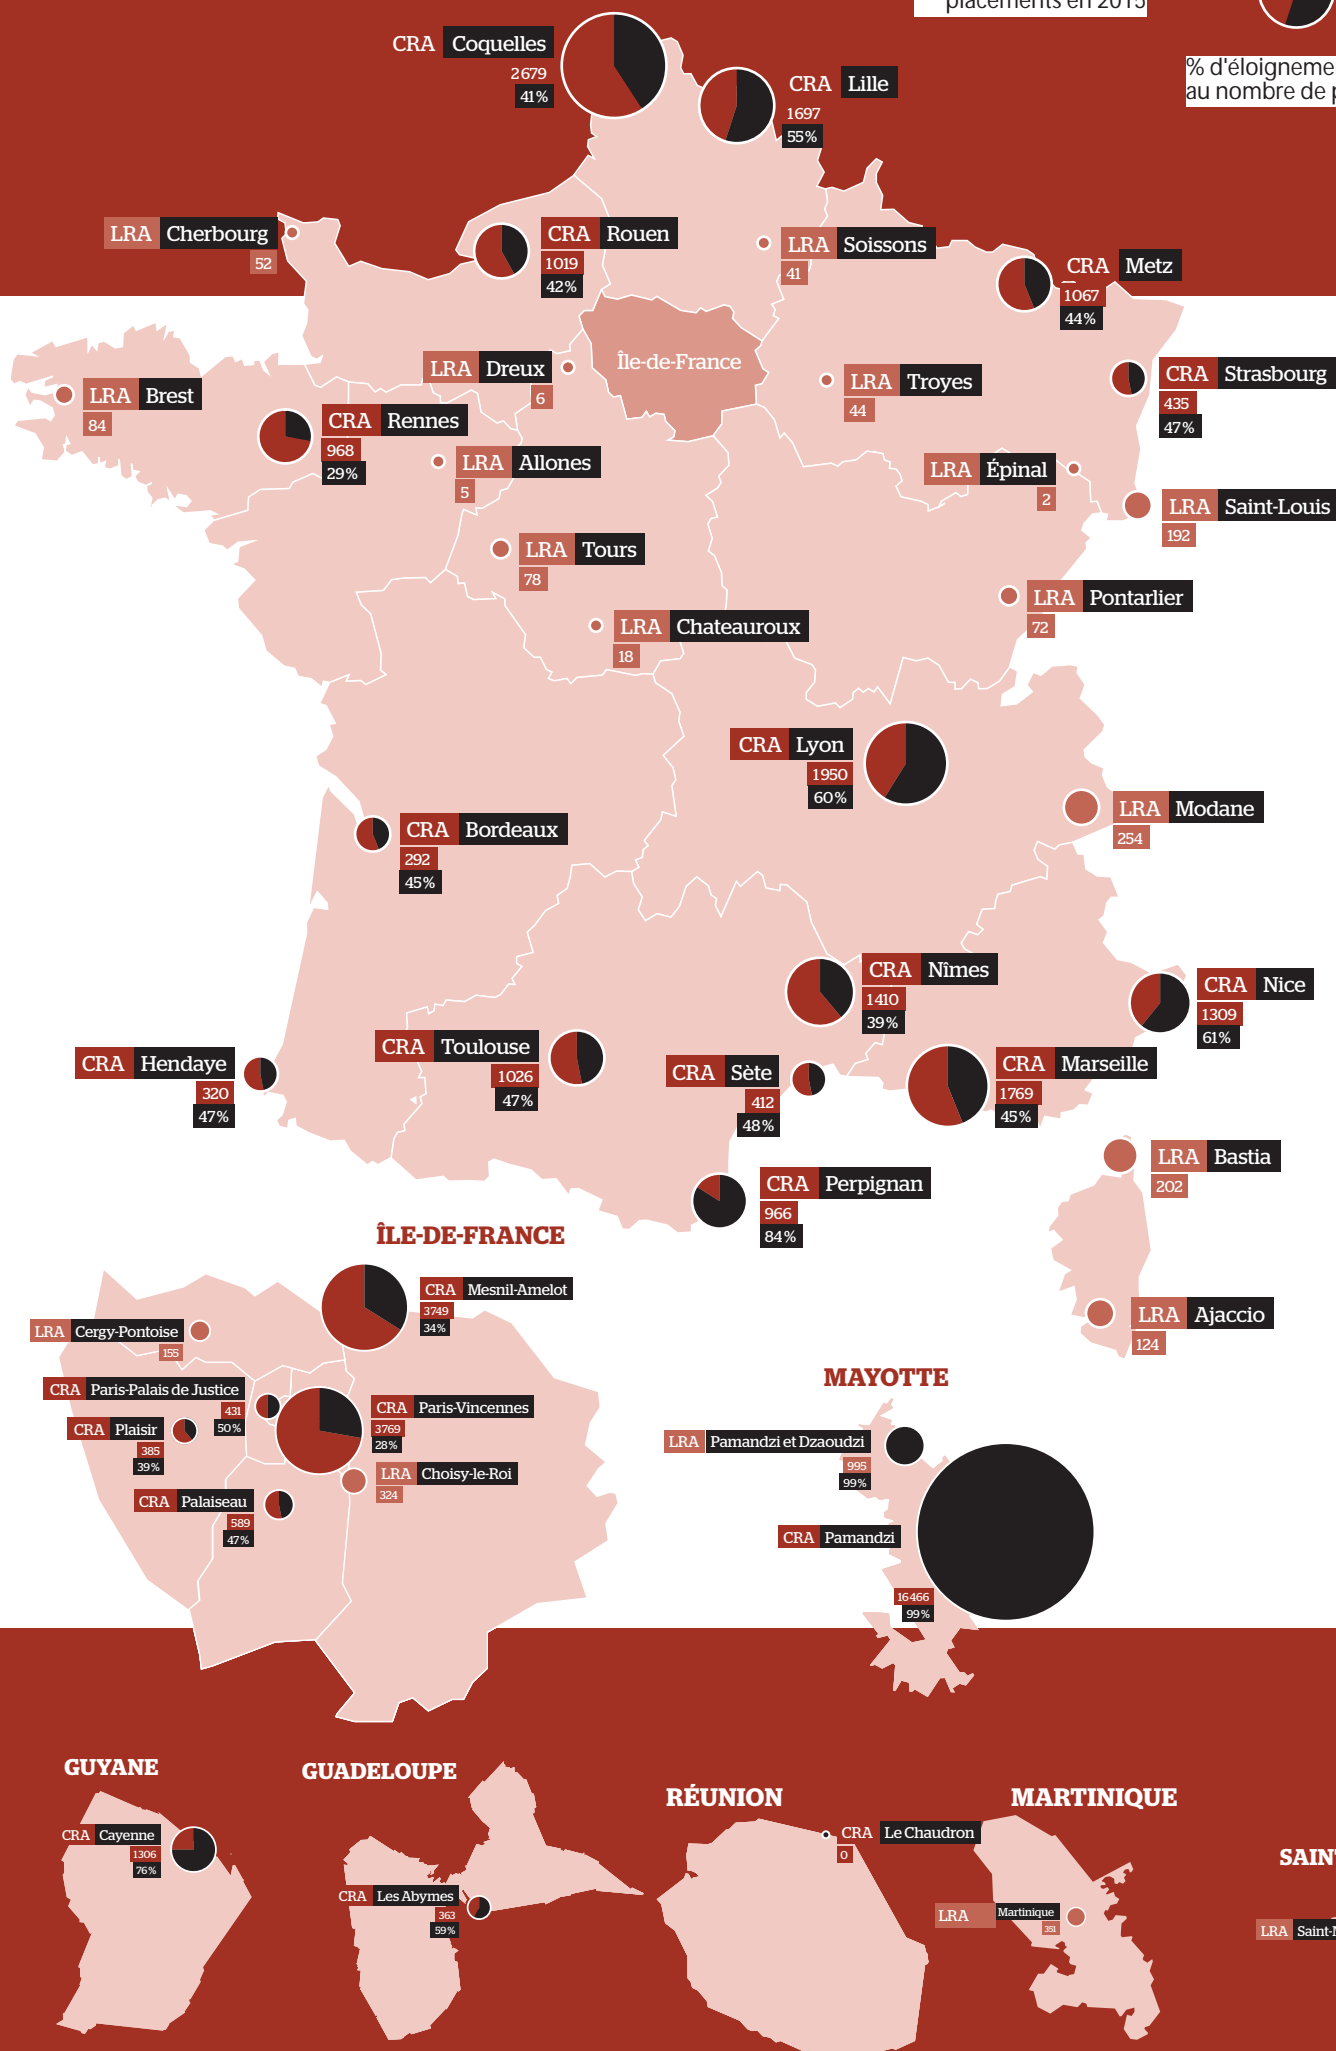 placements en 2015
% d'éloigneme
au nombre de p
CRA Coquelles
2679
41%
CRA Lille
1697
55%
LRA Cherbourg
52
CRA Rouen
1019
42%
LRA Soissons
41
CRA Metz
1067
44%
Île-de-France
LRA Dreux
6
LRA Troyes
44
CRA Strasbourg
435
47%
LRA Brest
84
CRA Rennes
968
29%
LRA Allones
5
LRA Épinal
2
LRA Saint-Louis
192
LRA Tours
78
LRA Pontarlier
72
LRA Chateauroux
18
CRA Lyon
1950
60%
LRA Modane
254
CRA Bordeaux
292
45%
CRA Nîmes
1410
39%
CRA Nice
1309
61%
CRA Toulouse
1026
47%
CRA Hendaye
320
47%
CRA Sète
412
48%
CRA Marseille
1769
45%
LRA Bastia
202
CRA Perpignan
966
84%
LRA Ajaccio
124
ÎLE-DE-FRANCE
CRA Mesnil-Amelot
3749
34%
LRA Cergy-Pontoise
155
CRA Paris-Palais de Justice
431
50%
CRA Plaisir
385
39%
CRA Paris-Vincennes
3769
28%
LRA Choisy-le-Roi
324
CRA Palaiseau
589
47%
MAYOTTE
LRA Pamandzi et Dzaoudzi
995
99%
CRA Pamandzi
16466
99%
GUYANE
CRA Cayenne
1306
76%
GUADELOUPE
CRA Les Abymes
363
59%
RÉUNION
CRA Le Chaudron
0
MARTINIQUE
LRA Martinique
351
SAIN
LRA Saint-M